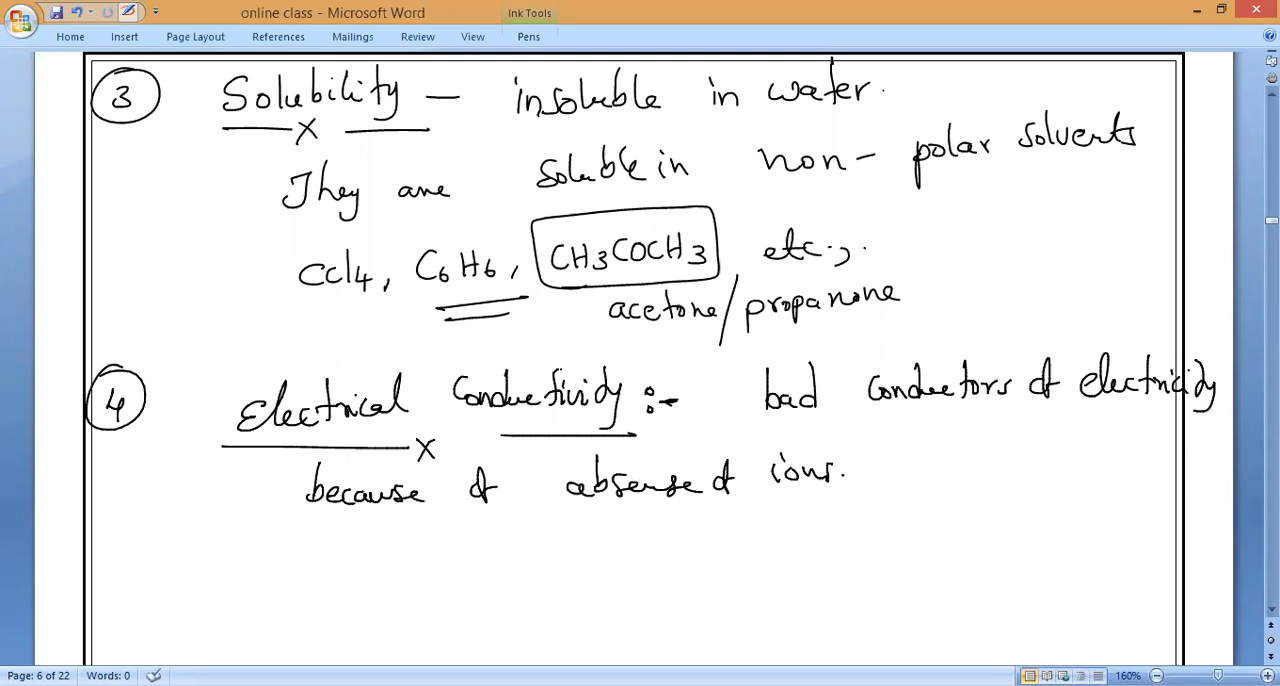 online class - Microsoft Word
Ink Tools
Home Insert Page Layout References Mailings Review View Pens
3 Solubility — insoluble in water.
They are soluble in non- polar solvents
CCl4, C6H6, CH3COCH3 etc.,.
acetone/propanone
4 Electrical Conductivity :- bad conductors of electricidy
because of absense of ions.
Page: 6 of 22 Words: 0 160%